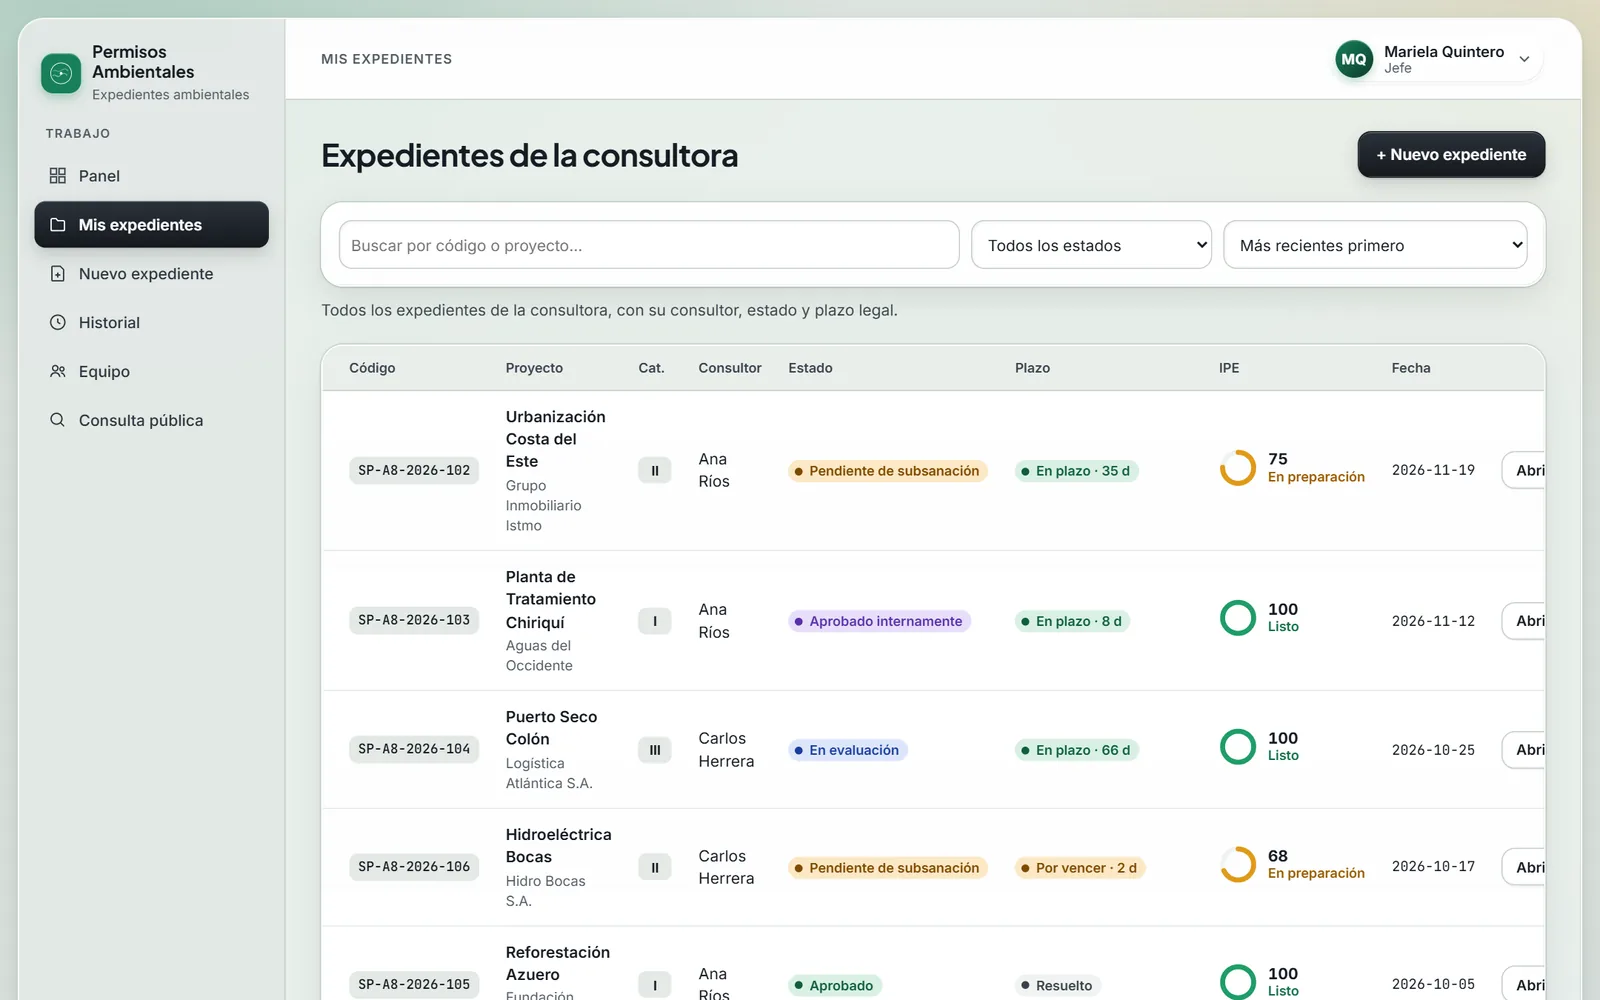 Permisos
Ambientales
Expedientes ambientales
TRABAJO
Panel
Mis expedientes
Nuevo expediente
Historial
Equipo
Consulta pública
MIS EXPEDIENTES
MQ
Mariela Quintero
Jefe
Expedientes de la consultora
+ Nuevo expediente
Buscar por código o proyecto...
Todos los estados
Más recientes primero
Todos los expedientes de la consultora, con su consultor, estado y plazo legal.
Código Proyecto Cat. Consultor Estado Plazo IPE Fecha
SP-A8-2026-102
Urbanización
Costa del
Este
Grupo
Inmobiliario
Istmo
II
Ana
Ríos
Pendiente de subsanación
En plazo · 35 d
75
En preparación
2026-11-19
Abri
SP-A8-2026-103
Planta de
Tratamiento
Chiriquí
Aguas del
Occidente
I
Ana
Ríos
Aprobado internamente
En plazo · 8 d
100
Listo
2026-11-12
Abri
SP-A8-2026-104
Puerto Seco
Colón
Logística
Atlántica S.A.
III
Carlos
Herrera
En evaluación
En plazo · 66 d
100
Listo
2026-10-25
Abri
SP-A8-2026-106
Hidroeléctrica
Bocas
Hidro Bocas
S.A.
II
Carlos
Herrera
Pendiente de subsanación
Por vencer · 2 d
68
En preparación
2026-10-17
Abri
SP-A8-2026-105
Reforestación
Azuero
Fundación
I
Ana
Ríos
Aprobado
Resuelto
100
Listo
2026-10-05
Abri